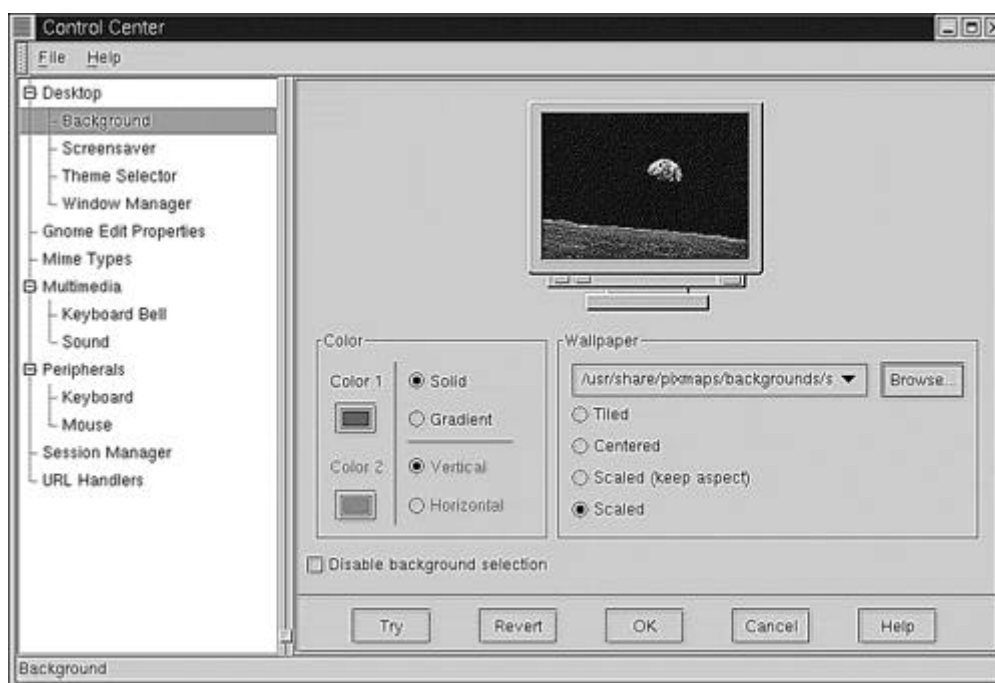 Control Center
File Help
Desktop
Background
Screensaver
Theme Selector
Window Manager
Gnome Edit Properties
Mime Types
Multimedia
Keyboard Bell
Sound
Peripherals
Keyboard
Mouse
Session Manager
URL Handlers
Color
Color 1
Solid
Gradient
Color 2
Vertical
Horizontal
Wallpaper
/usr/share/pixmaps/backgrounds/s Browse...
Tiled
Centered
Scaled (keep aspect)
Scaled
Disable background selection
Try Revert OK Cancel Help
Background